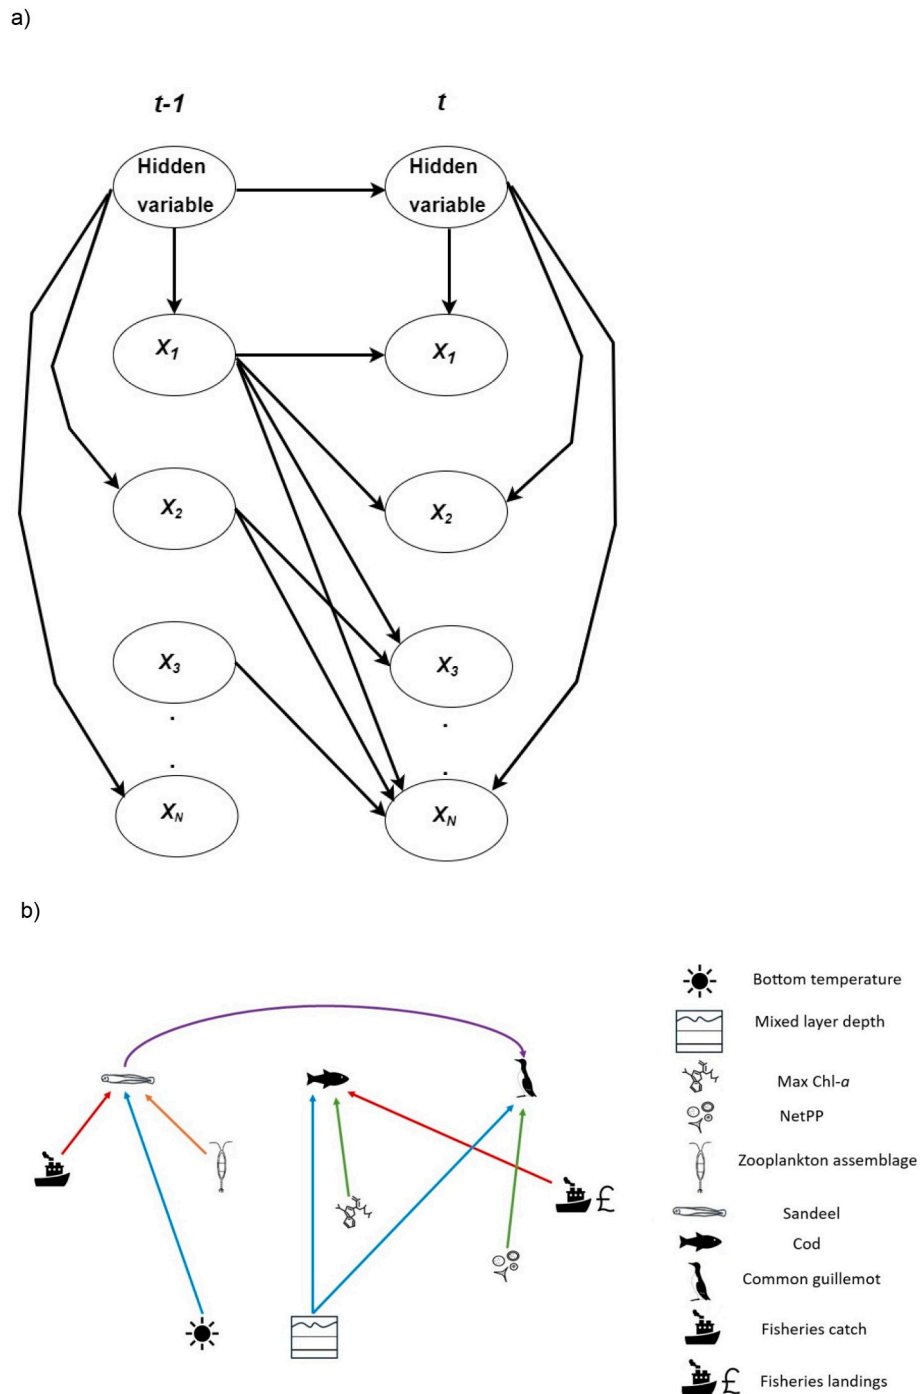 a)
t-1 t
Hidden Hidden
variable variable
X1 X1
X2 X2
X3 X3
. .
. .
XN XN
b)
Bottom temperature
Mixed layer depth
Max Chl-a
NetPP
Zooplankton assemblage
Sandeel
Cod
Common guillemot
£
Fisheries catch
£ Fisheries landings